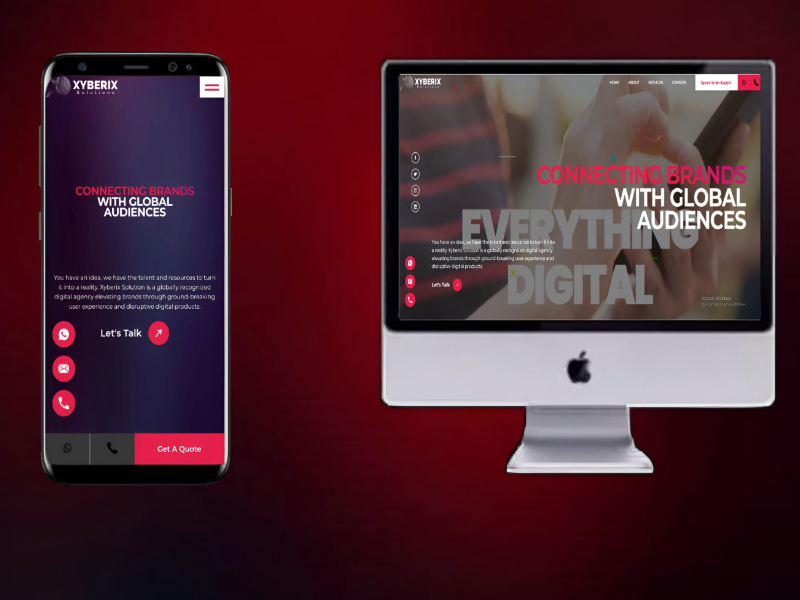 XYBERIX
Solutions
CONNECTING BRANDS
WITH GLOBAL
AUDIENCES
You have an idea, we have the talent and resources to turn
it into a reality. Xyberix Solution is a globally recognized
digital agency elevating brands through ground-breaking
user experience and disruptive digital products.
Let's Talk
Get A Quote
XYBERIX
Solutions
HOME ABOUT SERVICES CAREERS Speak to an Expert
CONNECTING BRANDS
WITH GLOBAL
AUDIENCES
EVERYTHING
DIGITAL
You have an idea, we have the talent and resources to turn it into
a reality. Xyberix Solution is a globally recognized digital agency
elevating brands through ground-breaking user experience and
disruptive digital products.
Let's Talk